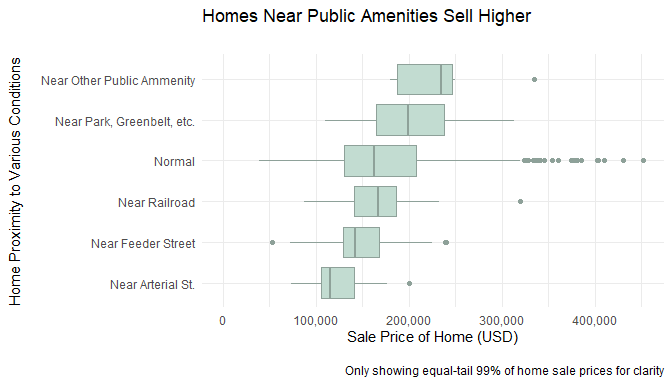 Homes Near Public Amenities Sell Higher
Home Proximity to Various Conditions
Near Other Public Ammenity
Near Park, Greenbelt, etc.
Normal
Near Railroad
Near Feeder Street
Near Arterial St.
0
100,000
200,000
300,000
400,000
Sale Price of Home (USD)
Only showing equal-tail 99% of home sale prices for clarity